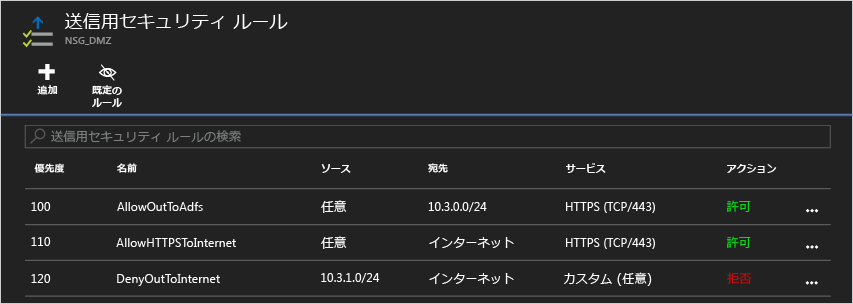 送信用セキュリティ ルール
NSG_DMZ
追加
既定の
ルール
送信用セキュリティ ルールの検索
優先度 名前 ソース 宛先 サービス アクション
100 AllowOutToAdfs 任意 10.3.0.0/24 HTTPS (TCP/443) 許可 ...
110 AllowHTTPSToInternet 任意 インターネット HTTPS (TCP/443) 許可 ...
120 DenyOutToInternet 10.3.1.0/24 インターネット カスタム (任意) 拒否 ...